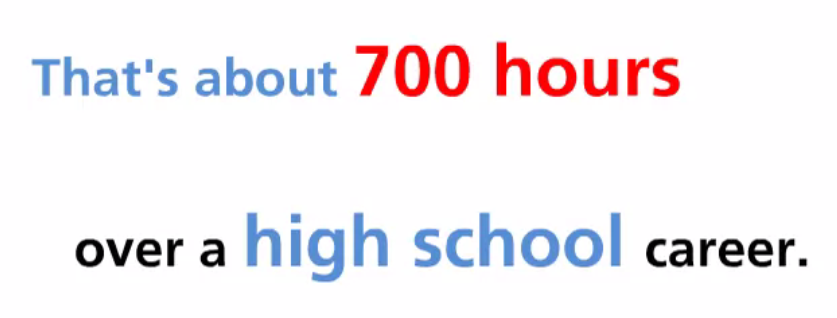 That's about 700 hours
over a high school career.